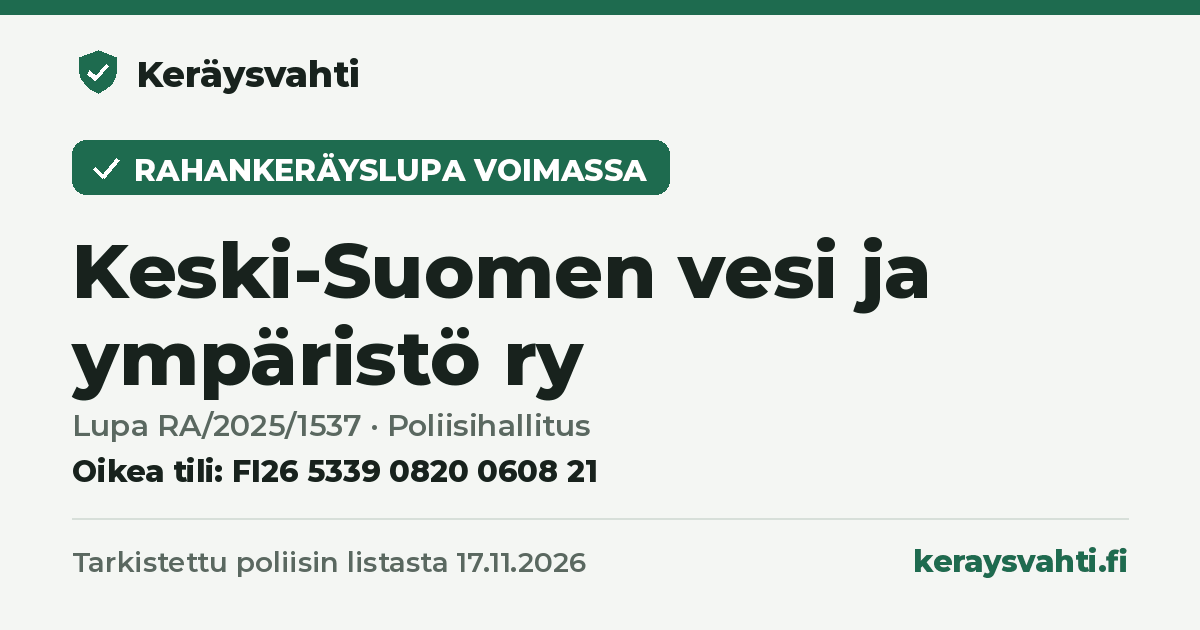 Keräysvahti
RAHANKERÄYSLUPA VOIMASSA
Keski-Suomen vesi ja
ympäristö ry
Lupa RA/2025/1537 · Poliisihallitus
Oikea tili: FI26 5339 0820 0608 21
Tarkistettu poliisin listasta 17.11.2026
keraysvahti.fi